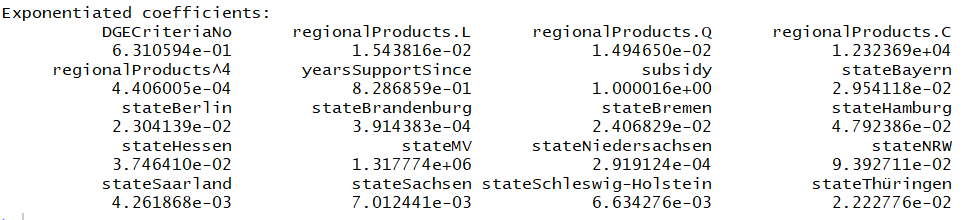 Exponentiated coefficients:
DGECriteriaNo regionalProducts.L regionalProducts.Q regionalProducts.C
6.310594e-01 1.543816e-02 1.494650e-02 1.232369e+04
regionalProducts^4 yearsSupportSince subsidy stateBayern
4.406005e-04 8.286859e-01 1.000016e+00 2.954118e-02
stateBerlin stateBrandenburg stateBremen stateHamburg
2.304139e-02 3.914383e-04 2.406829e-02 4.792386e-02
stateHessen stateMV stateNiedersachsen stateNRW
3.746410e-02 1.317774e+06 2.919124e-04 9.392711e-02
stateSaarland stateSachsen stateSchleswig-Holstein stateThüringen
4.261868e-03 7.012441e-03 6.634276e-03 2.222776e-02